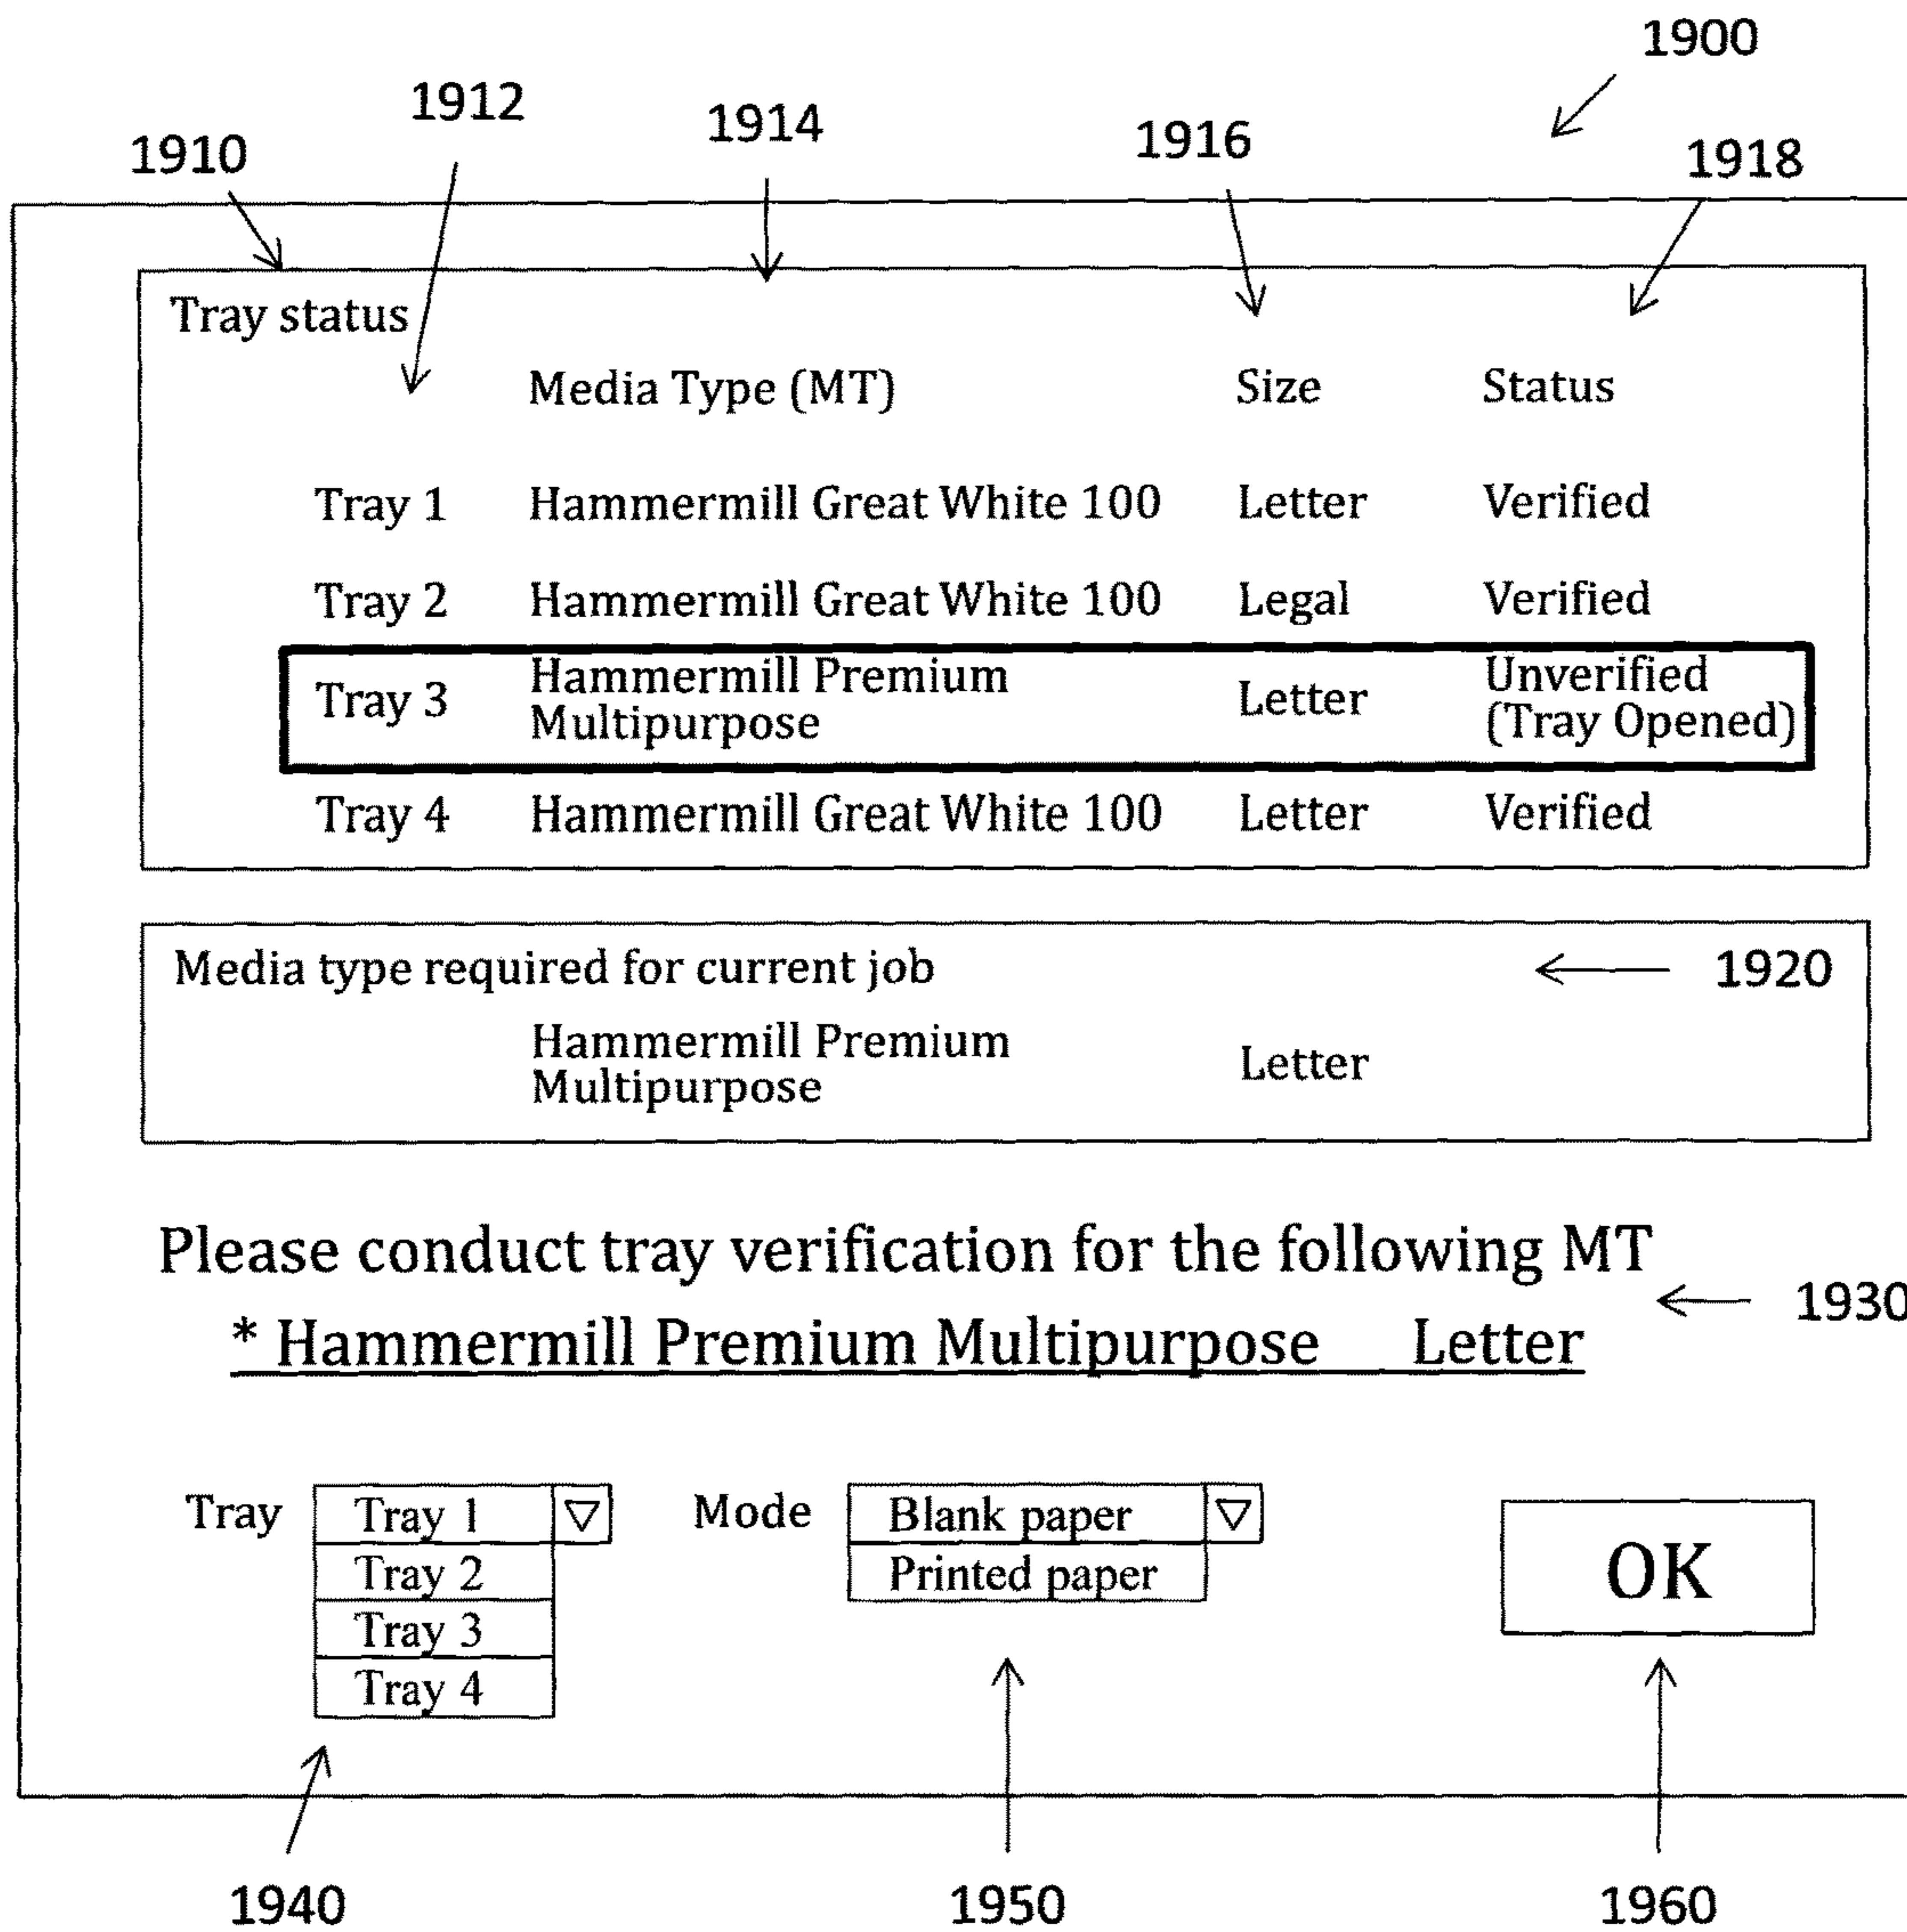 1900
1912
1914
1916
1910
1918
Tray status
Media Type (MT) Size Status
Tray 1 Hammermill Great White 100 Letter Verified
Tray 2 Hammermill Great White 100 Legal Verified
Tray 3 Hammermill Premium Multipurpose Letter Unverified (Tray Opened)
Tray 4 Hammermill Great White 100 Letter Verified
Media type required for current job 1920
Hammermill Premium
Multipurpose Letter
Please conduct tray verification for the following MT
1930
* Hammermill Premium Multipurpose Letter
Tray Tray 1 ▽ Mode Blank paper ▽
Tray 2 Printed paper
OK
Tray 3
Tray 4
1940 1950 1960